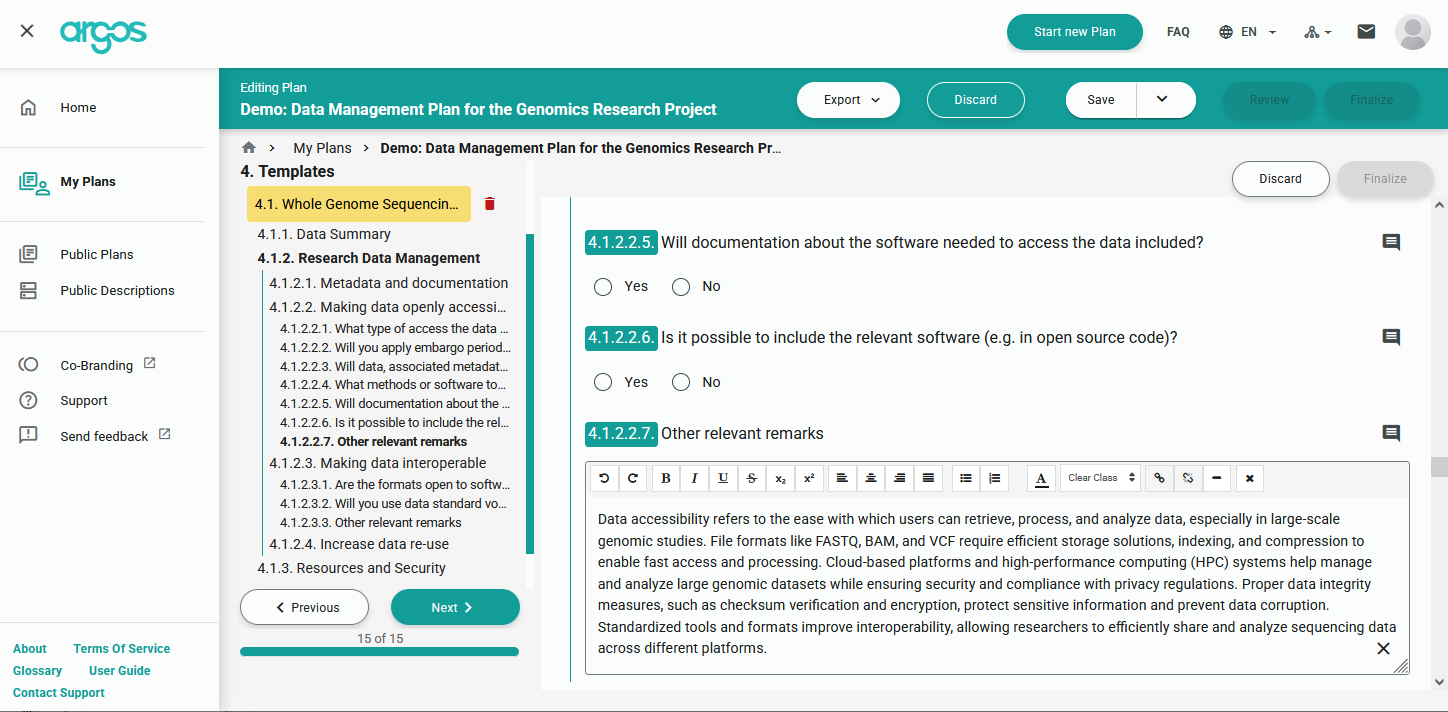 argos
Start new Plan
FAQ
EN
Home
My Plans
Public Plans
Public Descriptions
Co-Branding
Support
Send feedback
About Terms Of Service
Glossary User Guide
Contact Support
Editing Plan
Demo: Data Management Plan for the Genomics Research Project
Export
Discard
Save
Review
Finalize
My Plans
Demo: Data Management Plan for the Genomics Research Pr...
4. Templates
4.1. Whole Genome Sequencin...
4.1.1. Data Summary
4.1.2. Research Data Management
4.1.2.1. Metadata and documentation
4.1.2.2. Making data openly accessi...
4.1.2.2.1. What type of access the data ...
4.1.2.2.2. Will you apply embargo period...
4.1.2.2.3. Will data, associated metadat...
4.1.2.2.4. What methods or software to...
4.1.2.2.5. Will documentation about the ...
4.1.2.2.6. Is it possible to include the rel...
4.1.2.2.7. Other relevant remarks
4.1.2.3. Making data interoperable
4.1.2.3.1. Are the formats open to softw...
4.1.2.3.2. Will you use data standard vo...
4.1.2.3.3. Other relevant remarks
4.1.2.4. Increase data re-use
4.1.3. Resources and Security
Previous
Next
15 of 15
Discard
Finalize
4.1.2.2.5. Will documentation about the software needed to access the data included?
Yes No
4.1.2.2.6. Is it possible to include the relevant software (e.g. in open source code)?
Yes No
4.1.2.2.7. Other relevant remarks
B I U S x₂ x² A Clear Class
Data accessibility refers to the ease with which users can retrieve, process, and analyze data, especially in large-scale
genomic studies. File formats like FASTQ, BAM, and VCF require efficient storage solutions, indexing, and compression to
enable fast access and processing. Cloud-based platforms and high-performance computing (HPC) systems help manage
and analyze large genomic datasets while ensuring security and compliance with privacy regulations. Proper data integrity
measures, such as checksum verification and encryption, protect sensitive information and prevent data corruption.
Standardized tools and formats improve interoperability, allowing researchers to efficiently share and analyze sequencing data
across different platforms.